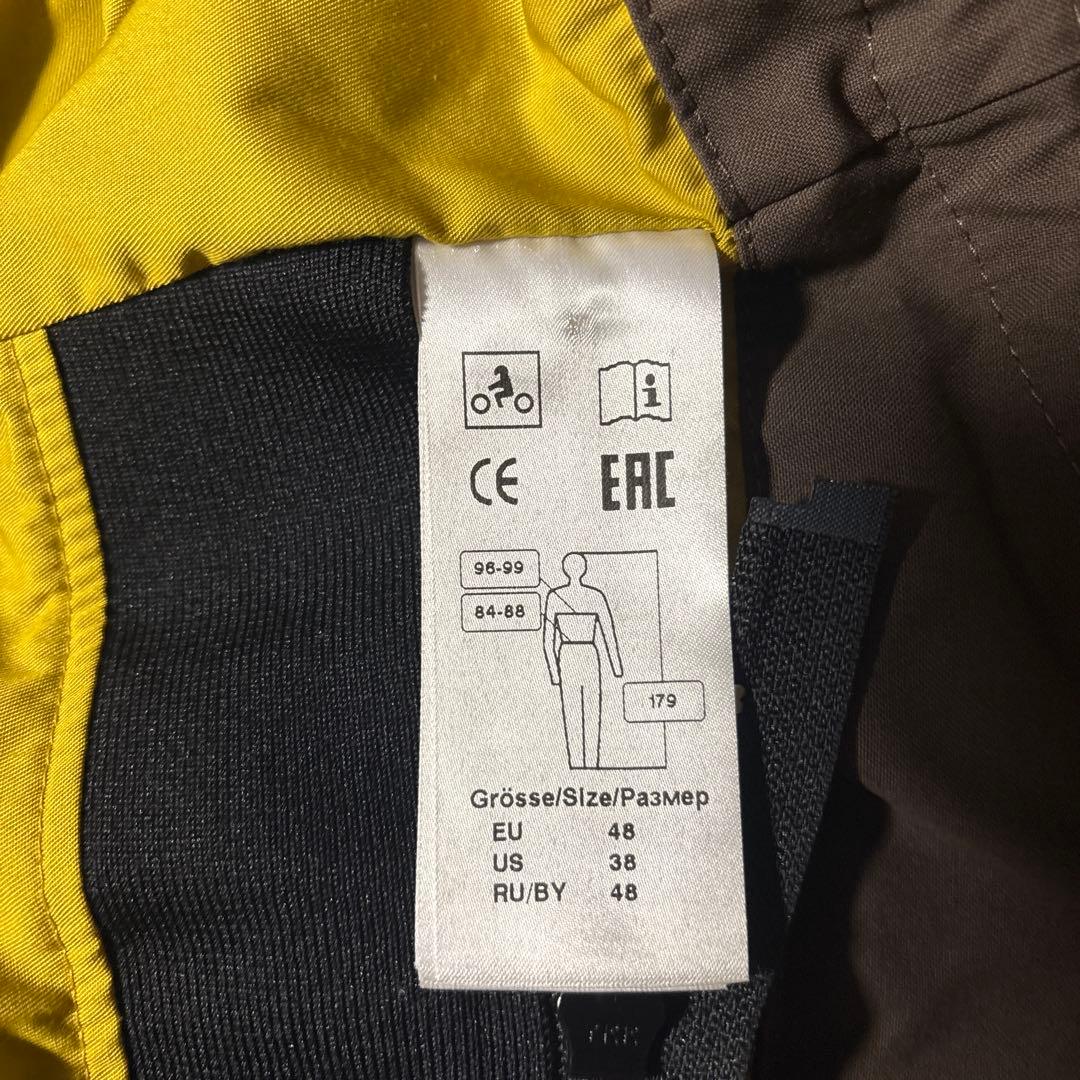 i
CE
EAC
96-99
84-88
179
Grösse/Size/Размер
EU 48
US 38
RU/BY 48